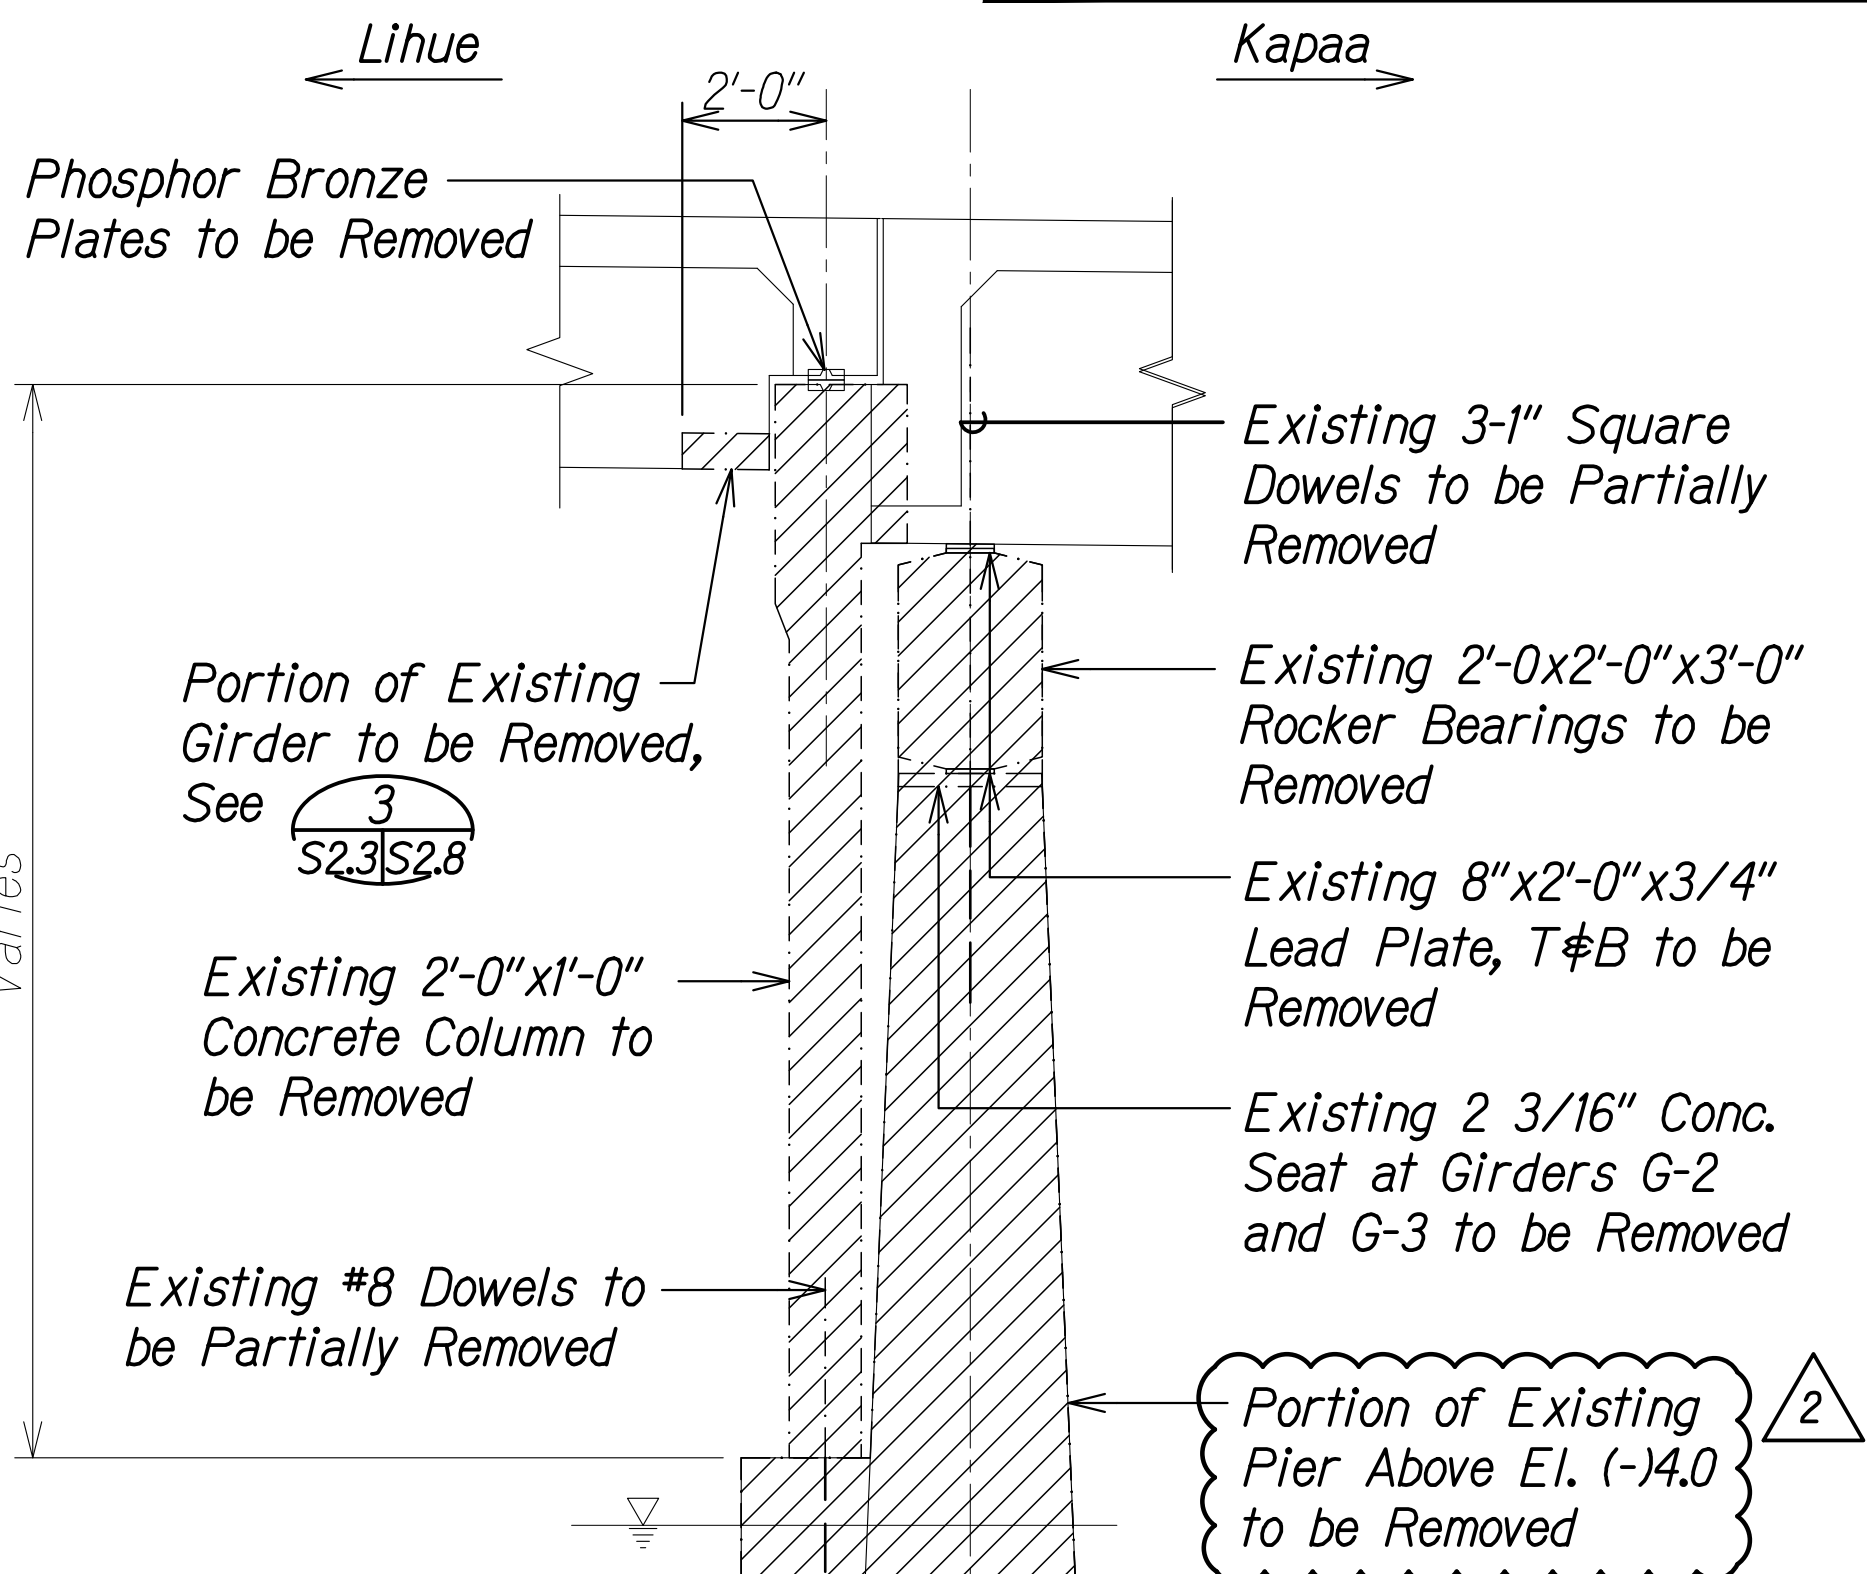 Lihue
Kapaa
2'-0"
Phosphor Bronze
Plates to be Removed
Existing 3-1" Square
Dowels to be Partially
Removed
Portion of Existing
Girder to be Removed,
See
3
S2.3 S2.8
Existing 2'-0x2'-0"x3'-0"
Rocker Bearings to be
Removed
Varies
Existing 8"x2'-0"x3/4"
Lead Plate, T&B to be
Removed
Existing 2'-0"x1'-0"
Concrete Column to
be Removed
Existing 2 3/16" Conc.
Seat at Girders G-2
and G-3 to be Removed
Existing #8 Dowels to
be Partially Removed
Portion of Existing
Pier Above El. (-)4.0
to be Removed
2